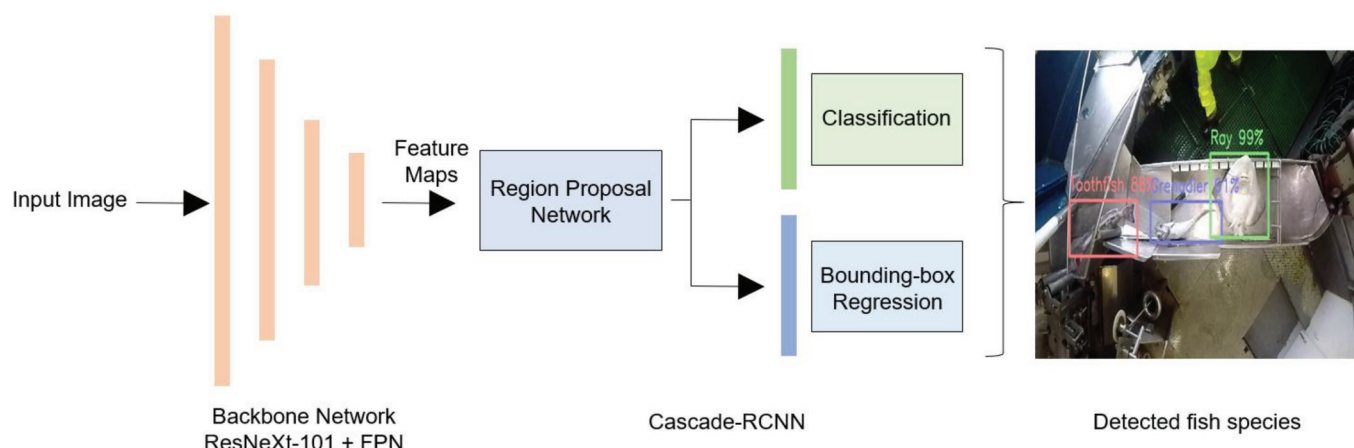 Input Image
Feature
Maps
Region Proposal
Network
Classification
Bounding-box
Regression
Ray 99%
Toothfish
Grenadier
Backbone Network
ResNeXt-101 + FPN
Cascade-RCNN
Detected fish species